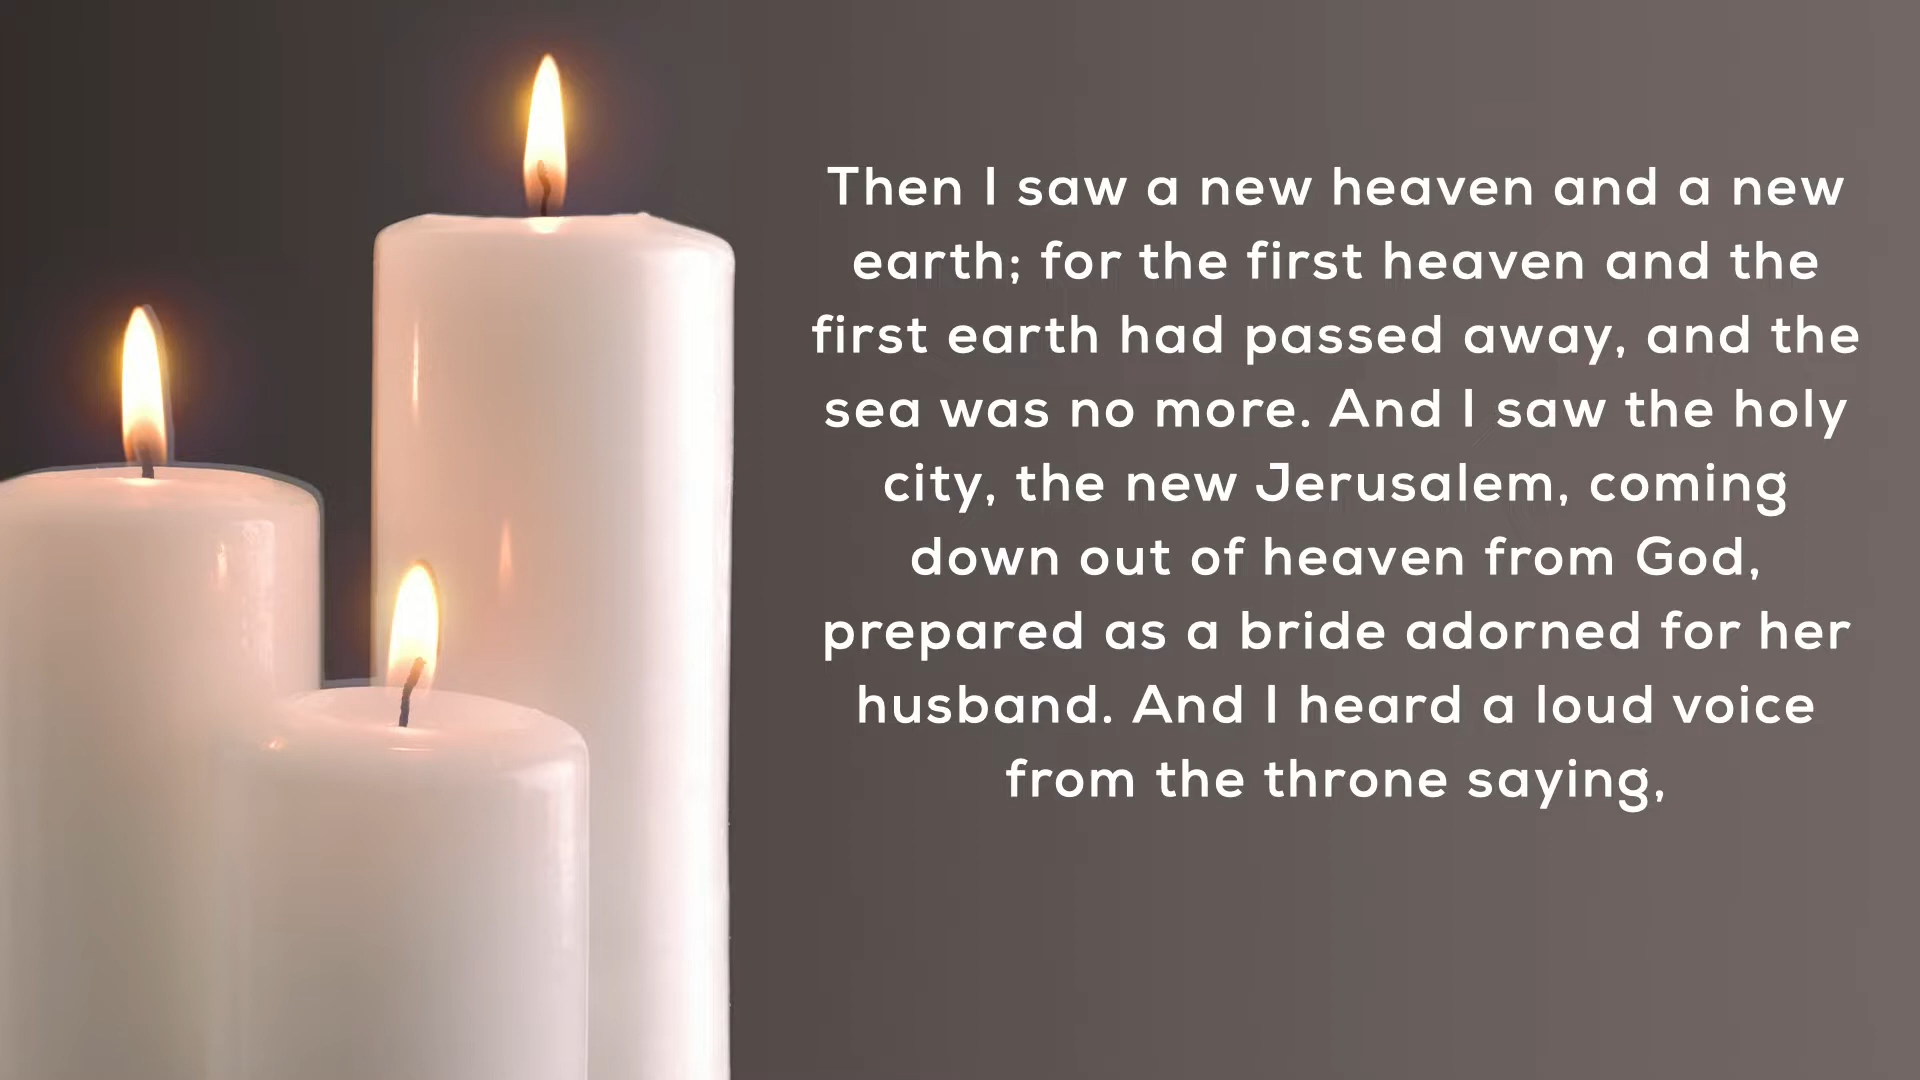 Then I saw a new heaven and a new
earth; for the first heaven and the
first earth had passed away, and the
sea was no more. And I saw the holy
city, the new Jerusalem, coming
down out of heaven from God,
prepared as a bride adorned for her
husband. And I heard a loud voice
from the throne saying,